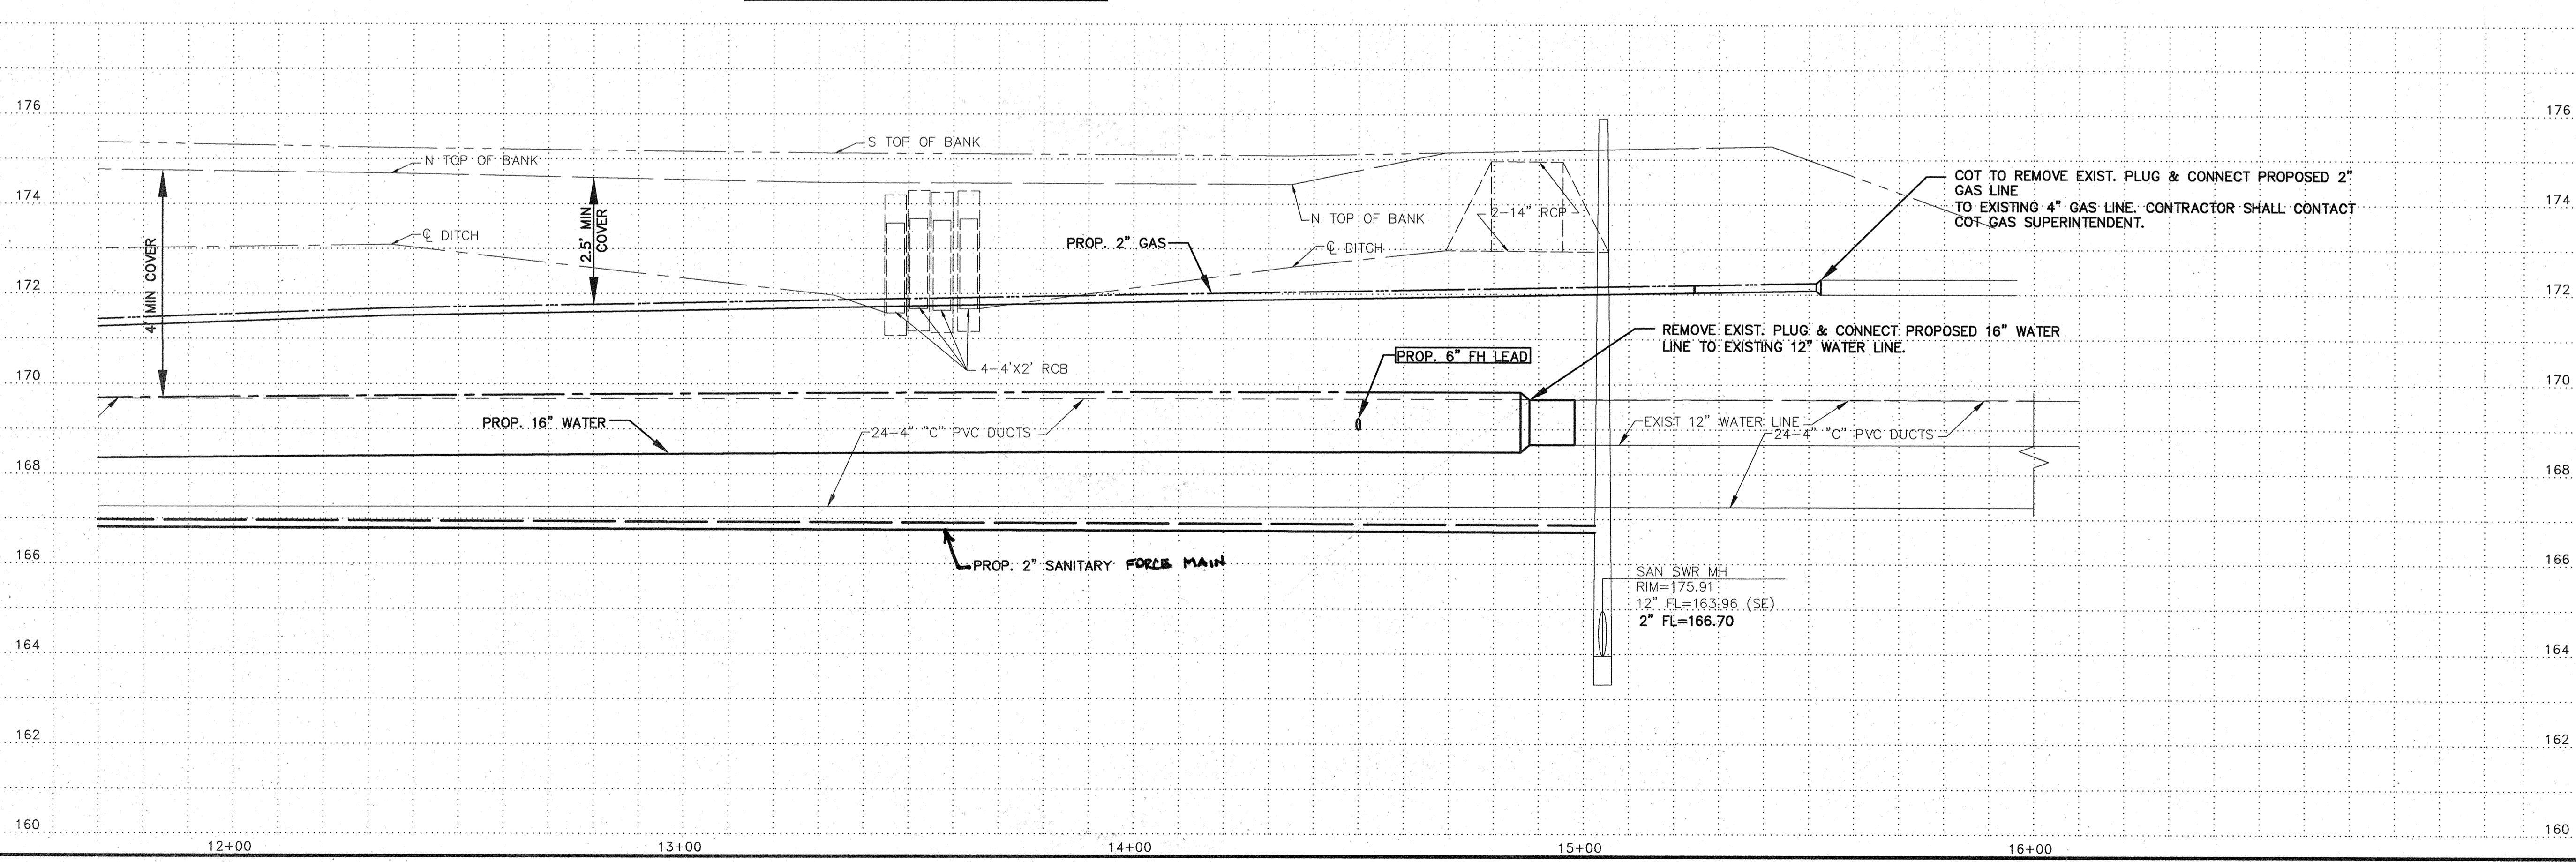 176
176
S TOP OF BANK
N TOP OF BANK
COT TO REMOVE EXIST. PLUG & CONNECT PROPOSED 2"
GAS LINE
TO EXISTING 4" GAS LINE. CONTRACTOR SHALL CONTACT
COT GAS SUPERINTENDENT.
174
174
2-14" RCP
N TOP OF BANK
℄ DITCH
2.5' MIN
COVER
PROP. 2" GAS
℄ DITCH
4' MIN COVER
172
172
REMOVE EXIST. PLUG & CONNECT PROPOSED 16" WATER
LINE TO EXISTING 12" WATER LINE.
PROP. 6" FH LEAD
4-4'X2' RCB
170
170
PROP. 16" WATER
24-4" "C" PVC DUCTS
EXIST 12" WATER LINE
24-4" "C" PVC DUCTS
168
168
166
166
PROP. 2" SANITARY FORCE MAIN
SAN SWR MH
RIM=175.91
12" FL=163.96 (SE)
2" FL=166.70
164
164
162
162
160
160
12+00
13+00
14+00
15+00
16+00